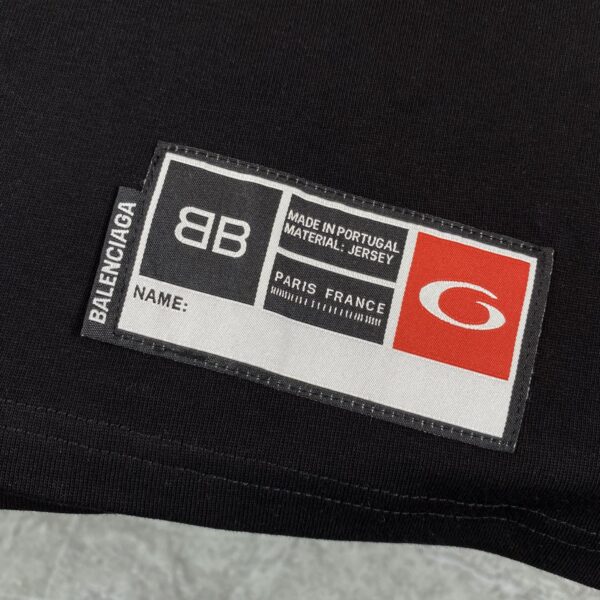 BALENCIAGA
BB
MADE IN PORTUGAL
MATERIAL: JERSEY
PARIS FRANCE
G
NAME: